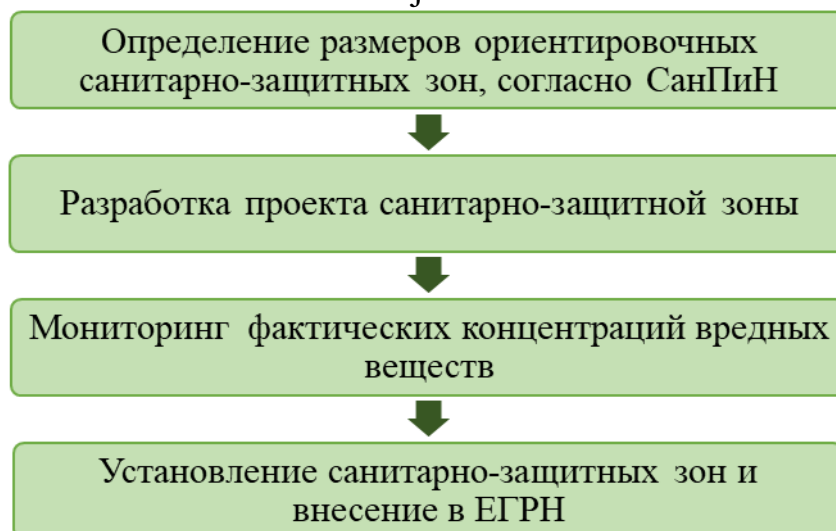 Определение размеров ориентировочных
санитарно-защитных зон, согласно СанПиН
Разработка проекта санитарно-защитной зоны
Мониторинг фактических концентраций вредных
веществ
Установление санитарно-защитных зон и
внесение в ЕГРН